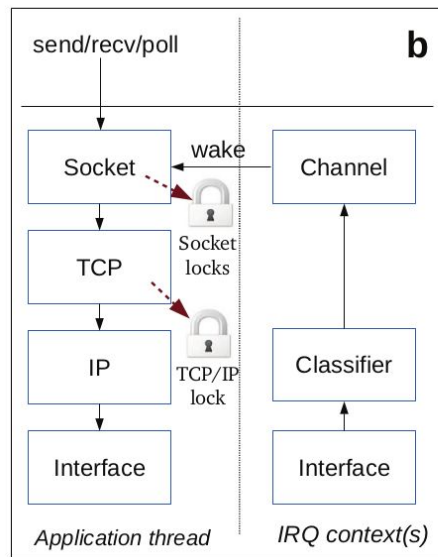 send/recv/poll
b
Socket
wake
Channel
Socket
locks
TCP
IP
TCP/IP
lock
Classifier
Interface
Interface
Application thread
IRQ context(s)